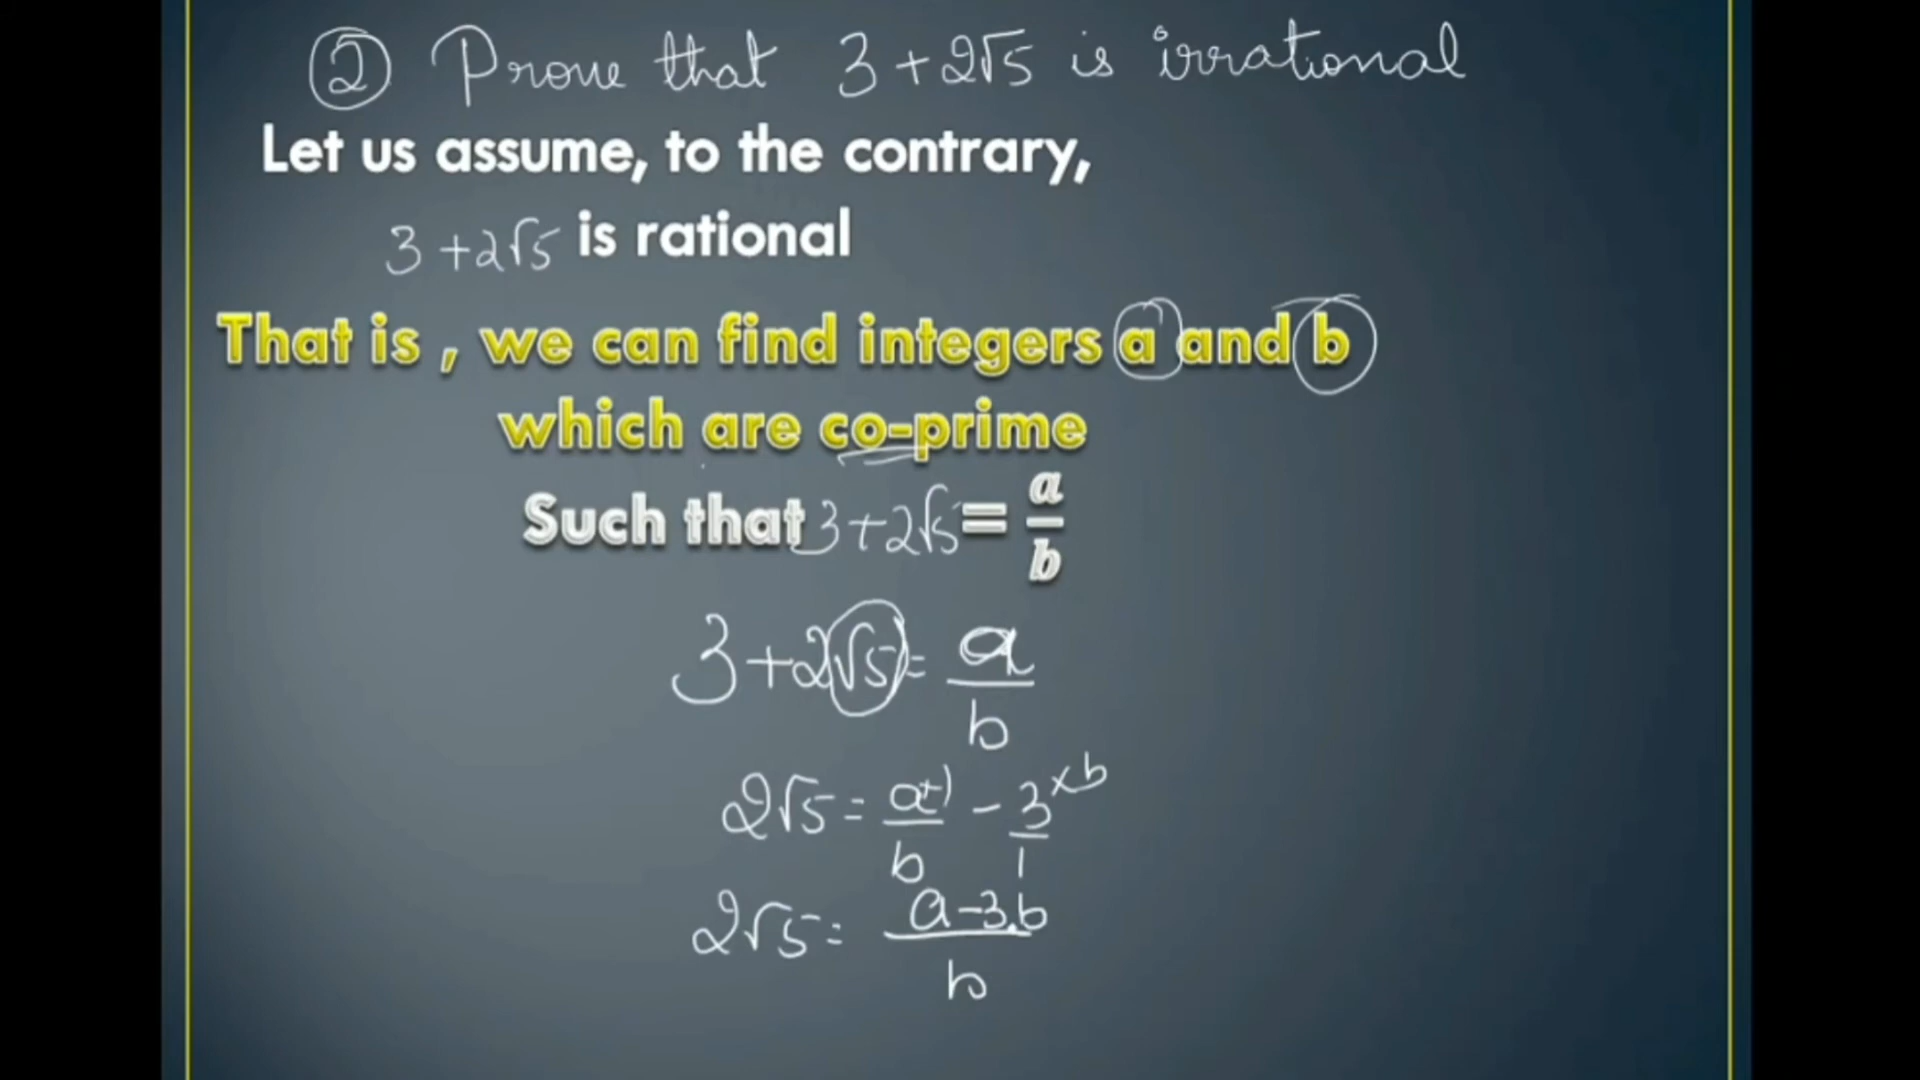 ② Prove that 3+2√5 is irrational
Let us assume, to the contrary,
3+2√5 is rational
That is , we can find integers a and b
which are co-prime
Such that 3+2√5 = a/b
3+2√5 = a/b
2√5 = a×1/b - 3×b/1
2√5 = a-3.b/b